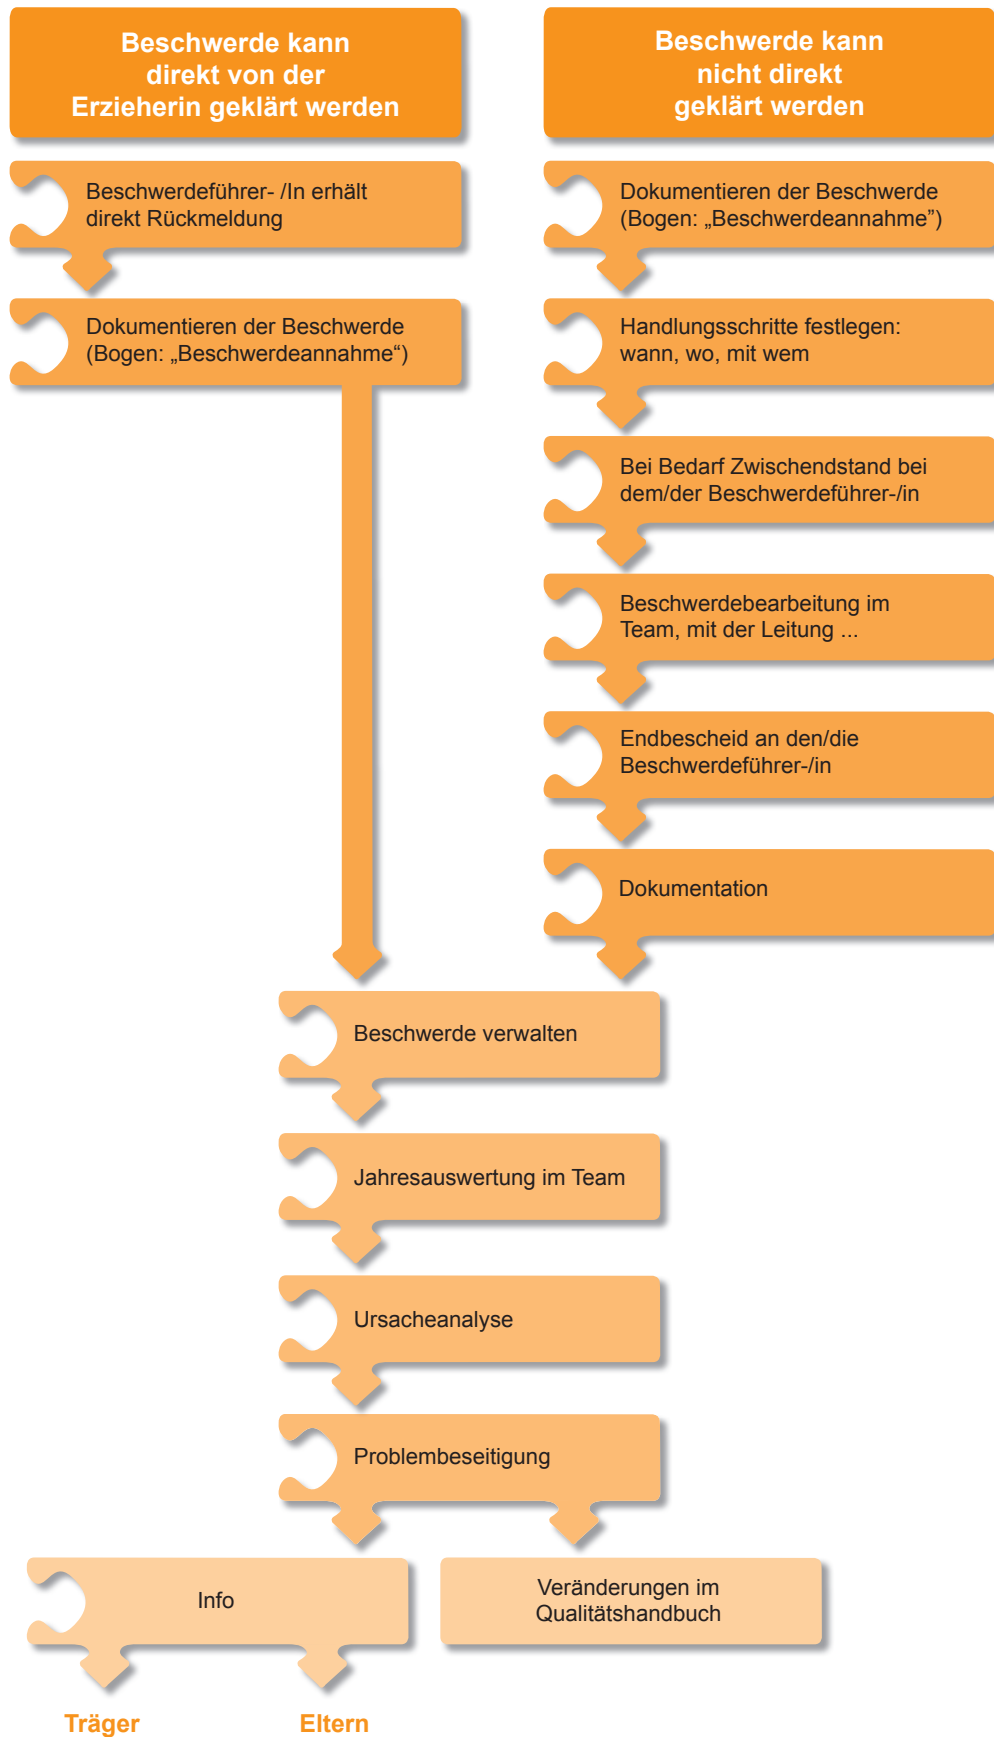 Beschwerde kann
direkt von der
Erzieherin geklärt werden
Beschwerdeführer- /In erhält
direkt Rückmeldung
Dokumentieren der Beschwerde
(Bogen: „Beschwerdeannahme“)
Beschwerde kann
nicht direkt
geklärt werden
Dokumentieren der Beschwerde
(Bogen: „Beschwerdeannahme”)
Handlungsschritte festlegen:
wann, wo, mit wem
Bei Bedarf Zwischendstand bei
dem/der Beschwerdeführer-/in
Beschwerdebearbeitung im
Team, mit der Leitung ...
Endbescheid an den/die
Beschwerdeführer-/in
Dokumentation
Beschwerde verwalten
Jahresauswertung im Team
Ursacheanalyse
Problembeseitigung
Info
Veränderungen im
Qualitätshandbuch
Träger
Eltern